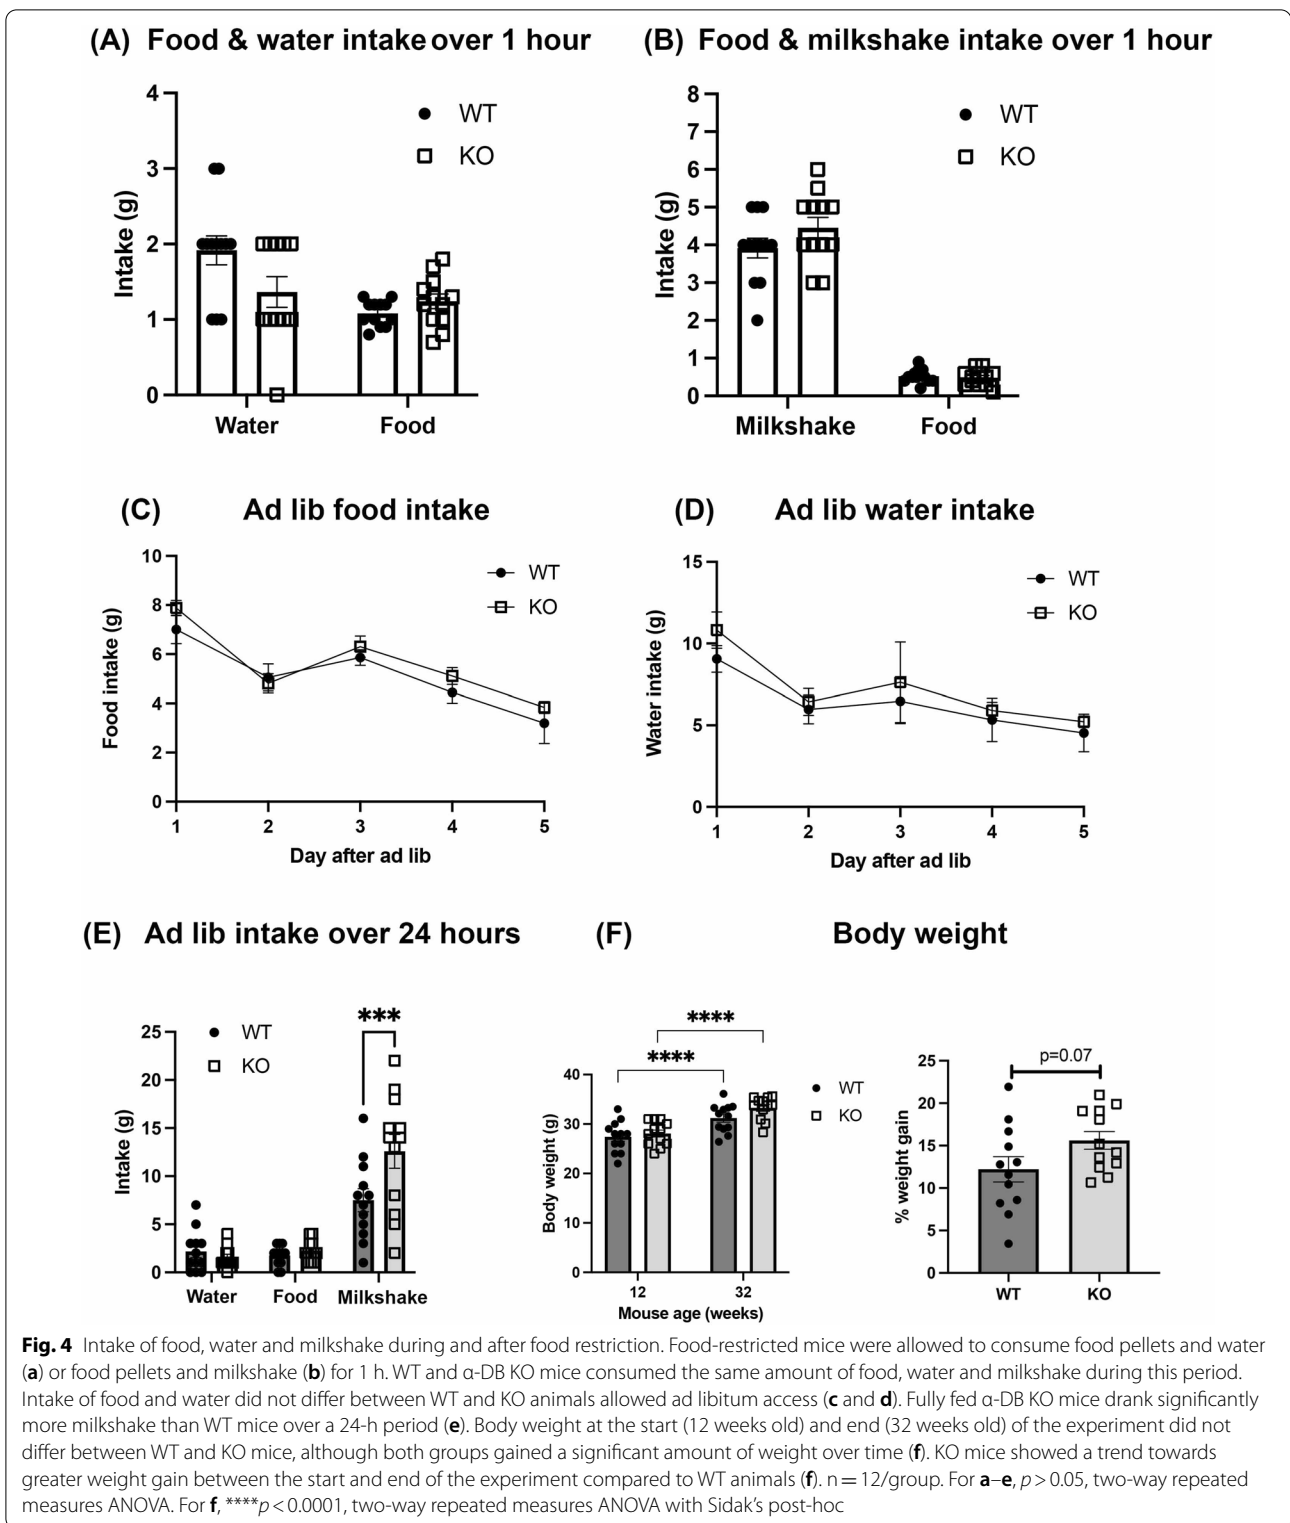 (A) Food & water intake over 1 hour
4
3
2
1
0
Intake (g)
WT
KO
Water Food
(B) Food & milkshake intake over 1 hour
8
7
6
5
4
3
2
1
0
Intake (g)
WT
KO
Milkshake Food
(C) Ad lib food intake
10
8
6
4
2
0
Food intake (g)
WT
KO
1 2 3 4 5
Day after ad lib
(D) Ad lib water intake
15
10
5
0
Water intake (g)
WT
KO
1 2 3 4 5
Day after ad lib
(E) Ad lib intake over 24 hours
25
20
15
10
5
0
Intake (g)
WT
KO
***
Water Food Milkshake
(F) Body weight
40
30
20
10
0
Body weight (g)
****
****
WT
KO
12 32
Mouse age (weeks)
25
20
15
10
5
0
% weight gain
p=0.07
WT KO
Fig. 4 Intake of food, water and milkshake during and after food restriction. Food-restricted mice were allowed to consume food pellets and water
(a) or food pellets and milkshake (b) for 1 h. WT and α-DB KO mice consumed the same amount of food, water and milkshake during this period.
Intake of food and water did not differ between WT and KO animals allowed ad libitum access (c and d). Fully fed α-DB KO mice drank significantly
more milkshake than WT mice over a 24-h period (e). Body weight at the start (12 weeks old) and end (32 weeks old) of the experiment did not
differ between WT and KO mice, although both groups gained a significant amount of weight over time (f). KO mice showed a trend towards
greater weight gain between the start and end of the experiment compared to WT animals (f). n = 12/group. For a–e, p > 0.05, two-way repeated
measures ANOVA. For f, ****p < 0.0001, two-way repeated measures ANOVA with Sidak's post-hoc